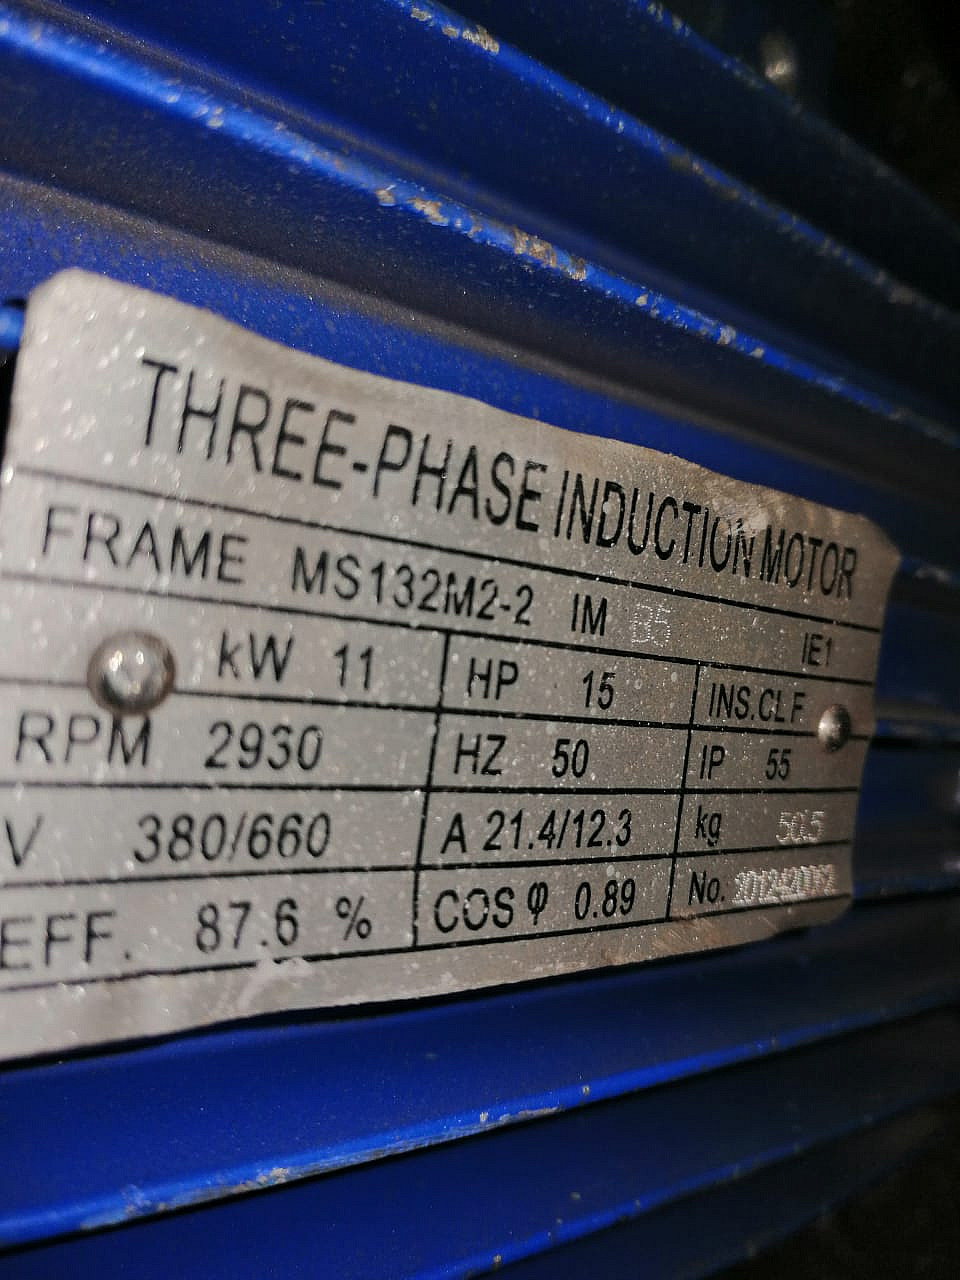 THREE-PHASE INDUCTION MOTOR
FRAME MS132M2-2 IM B5 IE1
kW 11 HP 15 INS.CL F
RPM 2930 HZ 50 IP 55
V 380/660 A 21.4/12.3 kg 50.5
EFF. 87.6 % COS φ 0.89 No.